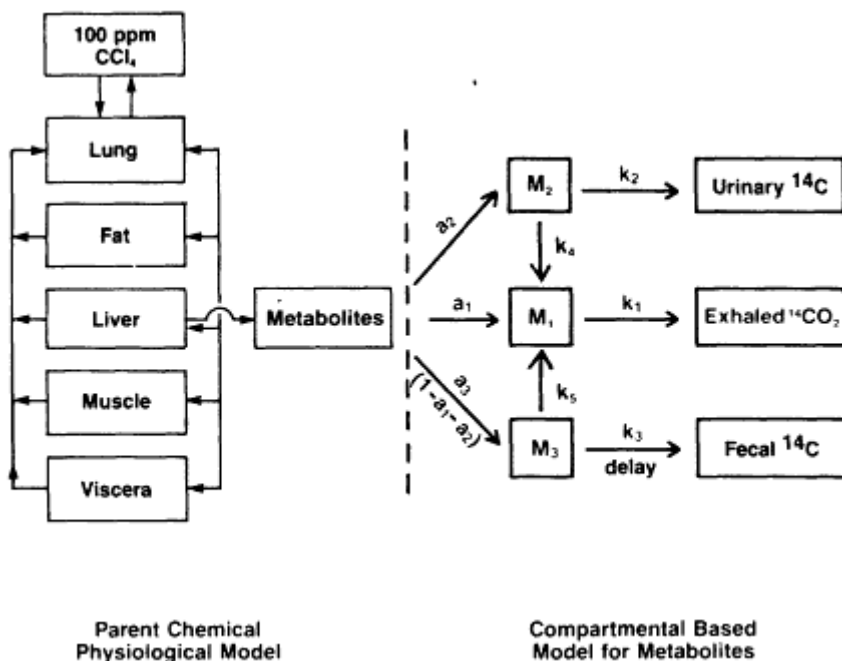 100 ppm
CCl₄
Lung
Fat
Liver
Muscle
Viscera
Metabolites
a₂
a₁
a₃
(1-a₁-a₂)
M₂
k₂
Urinary ¹⁴C
k₄
M₁
k₁
Exhaled ¹⁴CO₂
k₅
M₃
k₃
delay
Fecal ¹⁴C
Parent Chemical
Physiological Model
Compartmental Based
Model for Metabolites